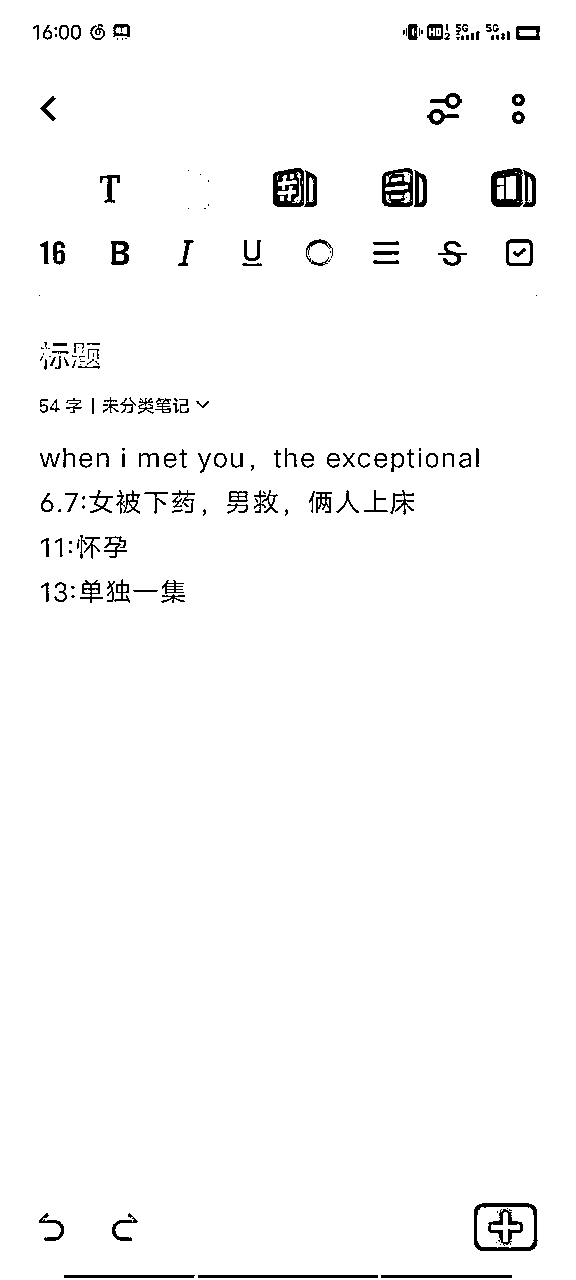 16:00
T
16 B I U S
标题
54 字 | 未分类笔记
when i met you，the exceptional
6.7:女被下药，男救，俩人上床
11:怀孕
13:单独一集